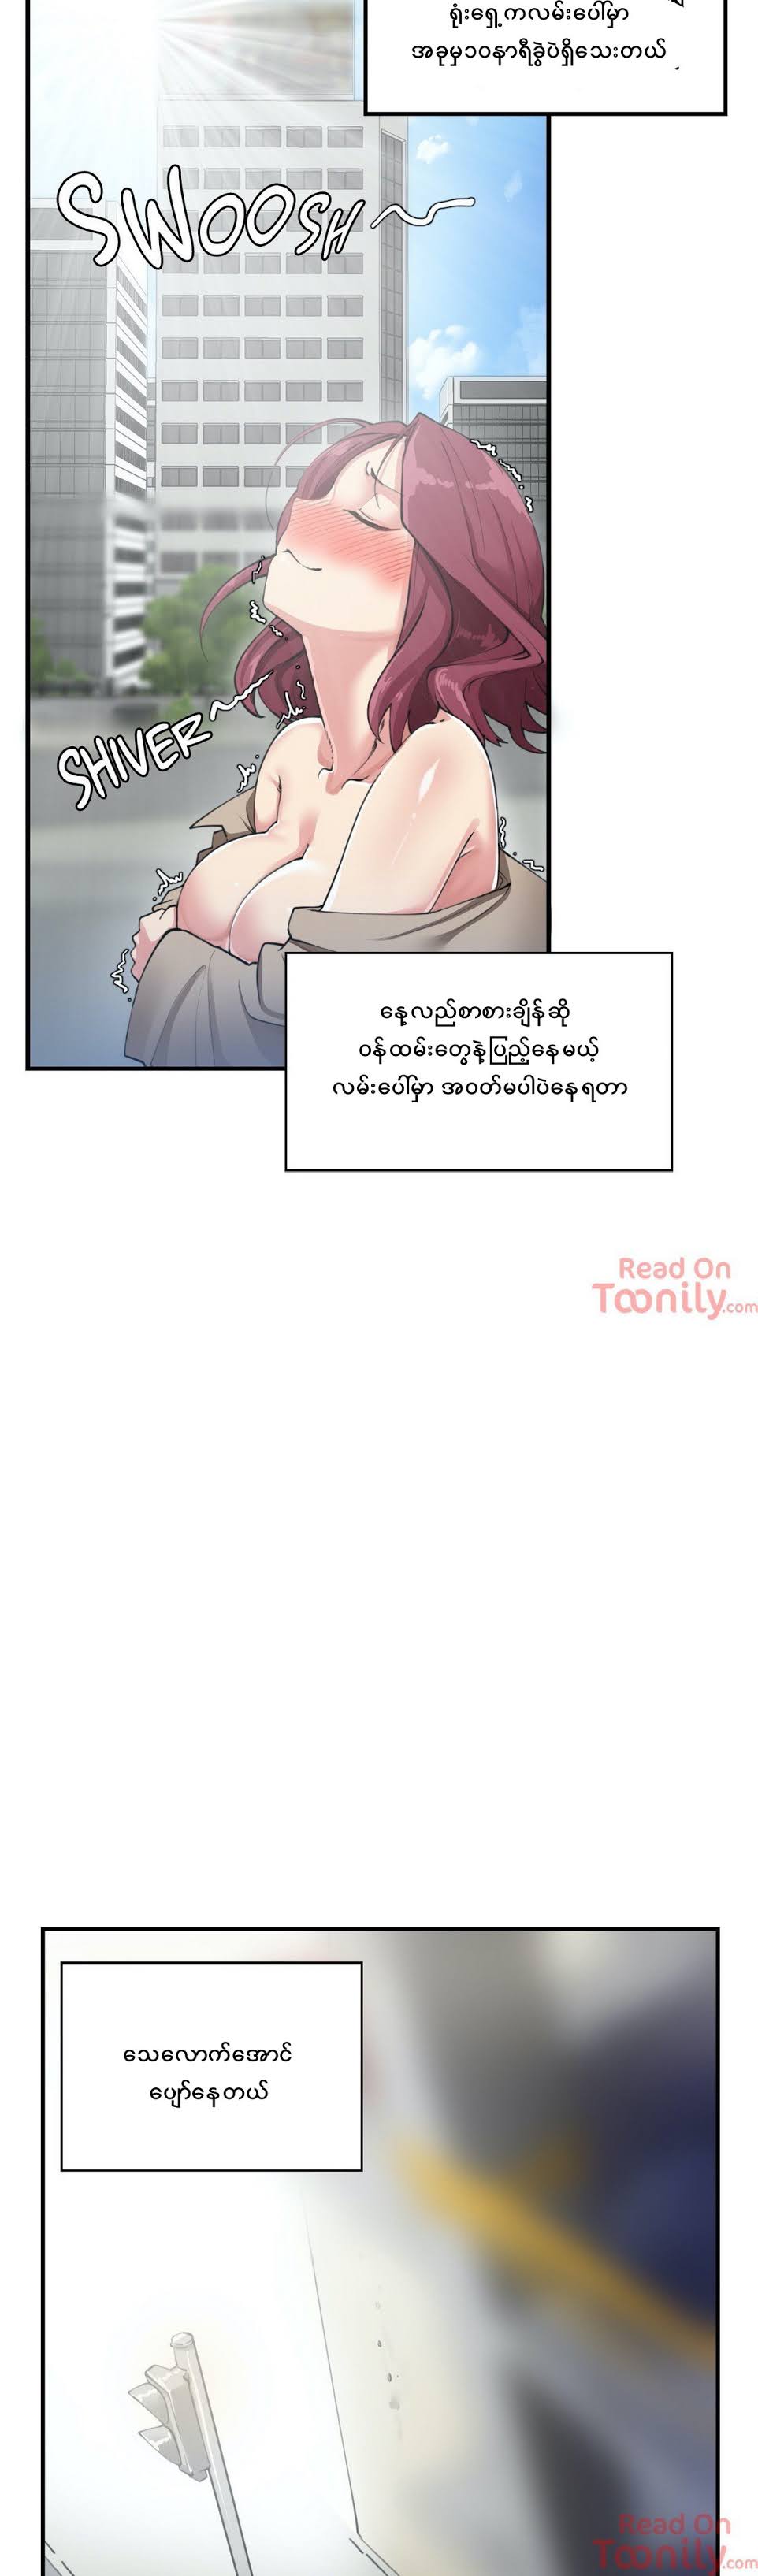 ရုံးရှေ့ကလမ်းပေါ်မှာ
အခုမှ၁၀နာရီခွဲပဲရှိသေးတယ်
SWOOSH
SHIVER
နေ့လည်စာစားချိန်ဆို
ဝန်ထမ်းတွေနဲ့ပြည့်နေမယ့်
လမ်းပေါ်မှာ အဝတ်မပါပဲနေရတာ
Read On
Toonily.com
သေလောက်အောင်
ပျော်နေတယ်
Read On
Toonily.com